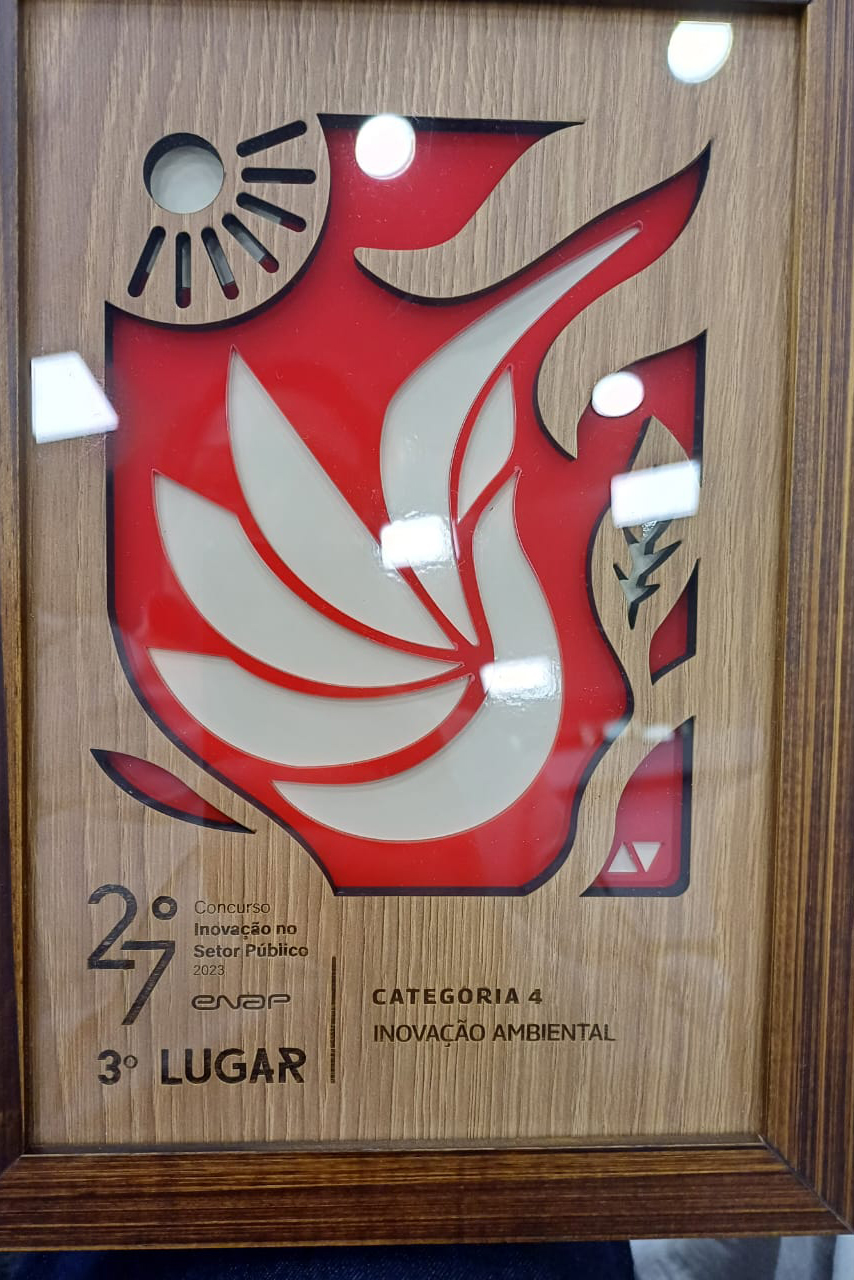 27º
Concurso
Inovação no
Setor Público
2023
enap
3º LUGAR
CATEGORIA 4
INOVAÇÃO AMBIENTAL